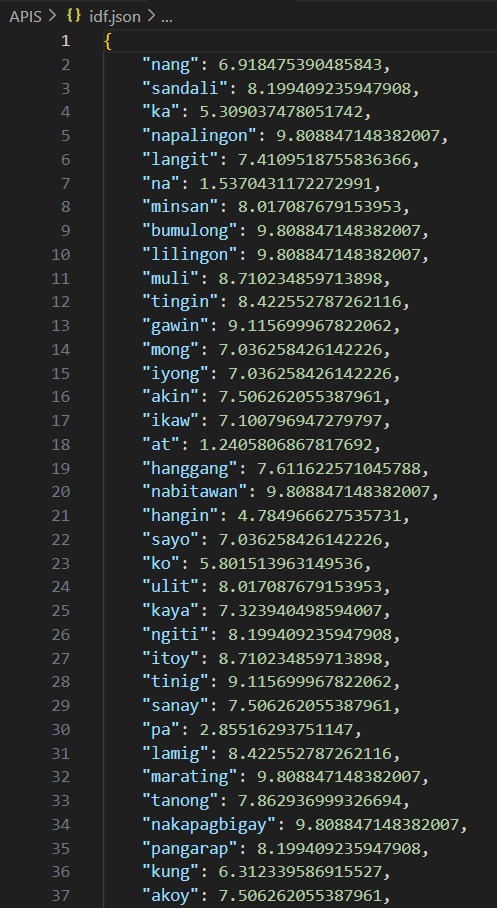 APIS > {} idf.json > ...
1 {
2 "nang": 6.918475390485843,
3 "sandali": 8.199409235947908,
4 "ka": 5.309037478051742,
5 "napalingon": 9.808847148382007,
6 "langit": 7.4109518755836366,
7 "na": 1.5370431172272991,
8 "minsan": 8.017087679153953,
9 "bumulong": 9.808847148382007,
10 "lilingon": 9.808847148382007,
11 "muli": 8.710234859713898,
12 "tingin": 8.422552787262116,
13 "gawin": 9.115699967822062,
14 "mong": 7.036258426142226,
15 "iyong": 7.036258426142226,
16 "akin": 7.506262055387961,
17 "ikaw": 7.100796947279797,
18 "at": 1.2405806867817692,
19 "hanggang": 7.611622571045788,
20 "nabitawan": 9.808847148382007,
21 "hangin": 4.784966627535731,
22 "sayo": 7.036258426142226,
23 "ko": 5.801513963149536,
24 "ulit": 8.017087679153953,
25 "kaya": 7.323940498594007,
26 "ngiti": 8.199409235947908,
27 "itoy": 8.710234859713898,
28 "tinig": 9.115699967822062,
29 "sanay": 7.506262055387961,
30 "pa": 2.85516293751147,
31 "lamig": 8.422552787262116,
32 "marating": 9.808847148382007,
33 "tanong": 7.862936999326694,
34 "nakapagbigay": 9.808847148382007,
35 "pangarap": 8.199409235947908,
36 "kung": 6.312339586915527,
37 "akoy": 7.506262055387961,